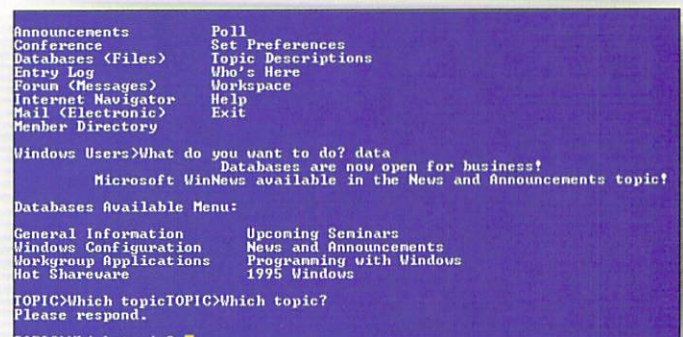 Announcements Poll
Conference Set Preferences
Databases (Files) Topic Descriptions
Entry Log Who's Here
Forum (Messages) Workspace
Internet Navigator Help
Mail (Electronic) Exit
Member Directory
Windows Users>What do you want to do? data
Databases are now open for business!
Microsoft WinNews available in the News and Announcements topic!
Databases Available Menu:
General Information Upcoming Seminars
Windows Configuration News and Announcements
Workgroup Applications Programming with Windows
Hot Shareware 1995 Windows
TOPIC>Which topicTOPIC>Which topic?
Please respond.